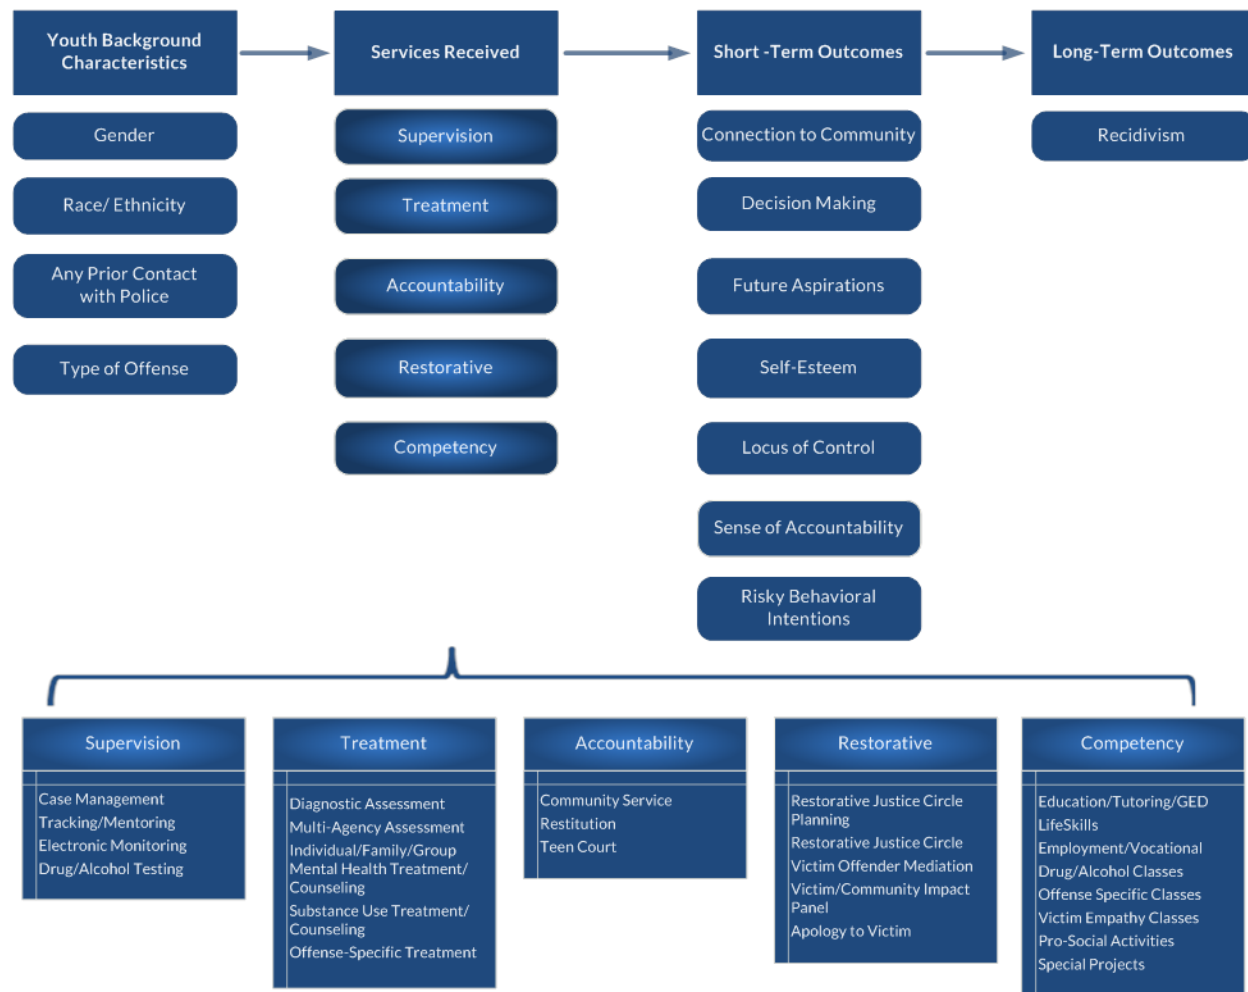 Youth Background
Characteristics
Services Received
Short -Term Outcomes
Long-Term Outcomes
Gender
Race/ Ethnicity
Any Prior Contact
with Police
Type of Offense
Supervision
Treatment
Accountability
Restorative
Competency
Connection to Community
Decision Making
Future Aspirations
Self-Esteem
Locus of Control
Sense of Accountability
Risky Behavioral
Intentions
Recidivism
Supervision
Case Management
Tracking/Mentoring
Electronic Monitoring
Drug/Alcohol Testing
Treatment
Diagnostic Assessment
Multi-Agency Assessment
Individual/Family/Group
Mental Health Treatment/
Counseling
Substance Use Treatment/
Counseling
Offense-Specific Treatment
Accountability
Community Service
Restitution
Teen Court
Restorative
Restorative Justice Circle
Planning
Restorative Justice Circle
Victim Offender Mediation
Victim/Community Impact
Panel
Apology to Victim
Competency
Education/Tutoring/GED
LifeSkills
Employment/Vocational
Drug/Alcohol Classes
Offense Specific Classes
Victim Empathy Classes
Pro-Social Activities
Special Projects